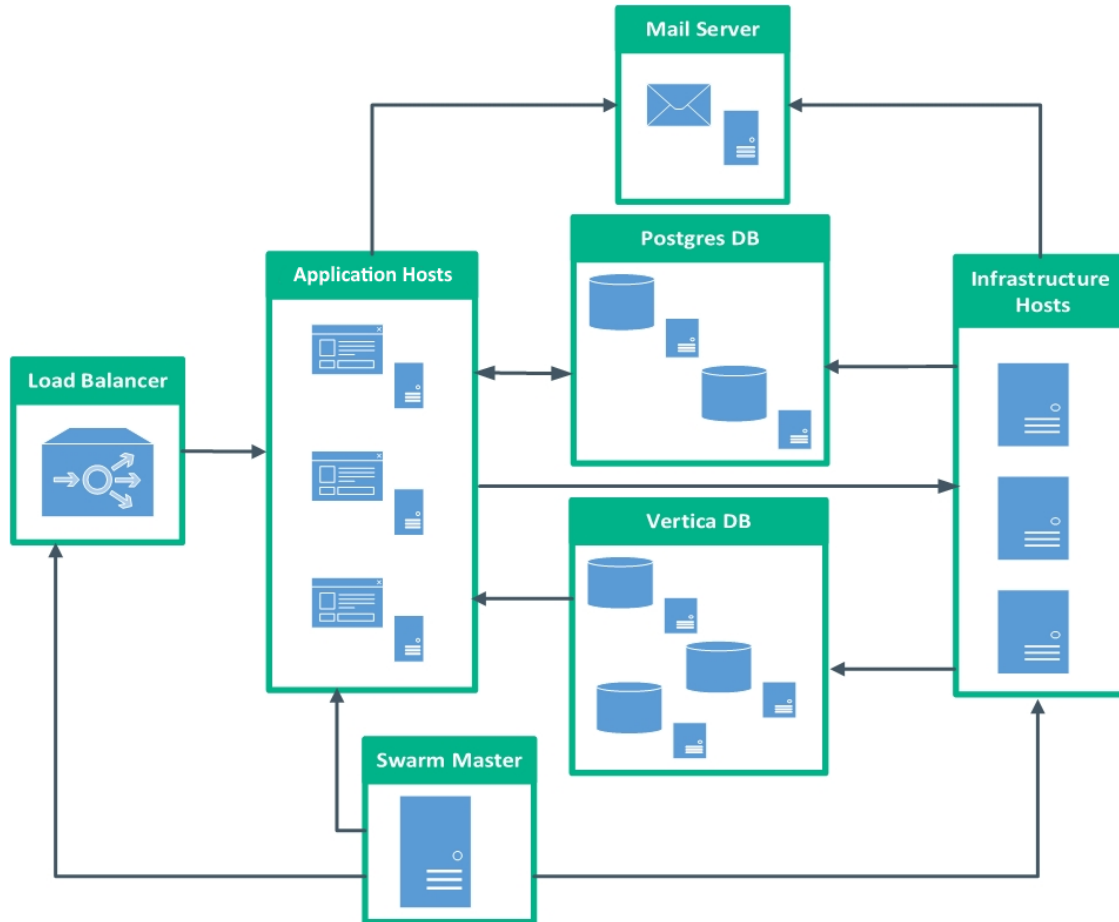 Mail Server
Postgres DB
Application Hosts
Infrastructure
Hosts
Load Balancer
Vertica DB
Swarm Master